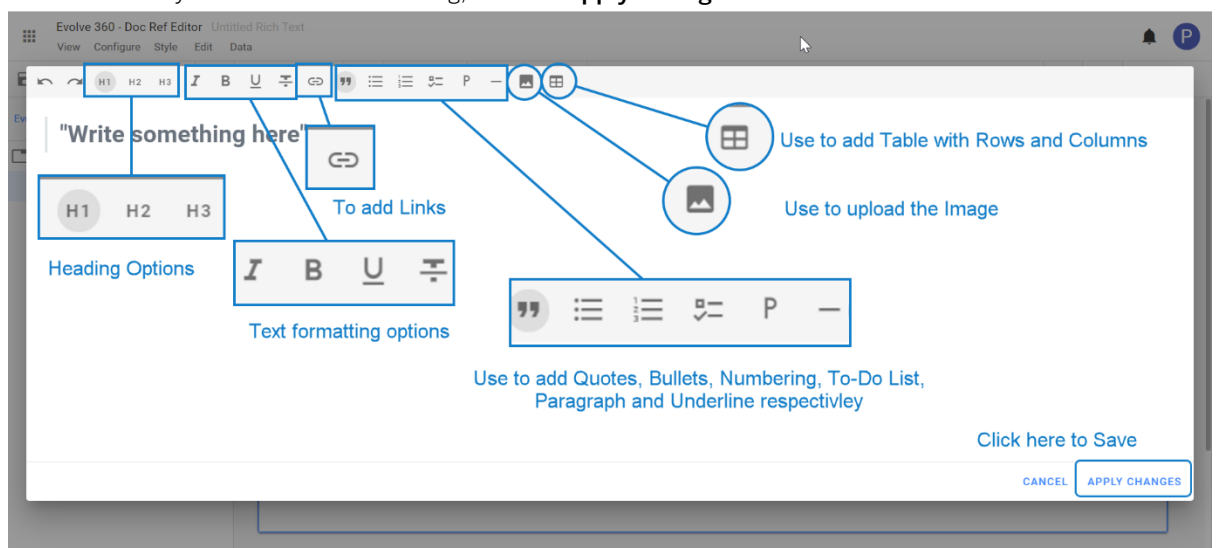 Evolve 360 - Doc Ref Editor Untitled Rich Text
View Configure Style Edit Data
P
H1 H2 H3 I B U T P
"Write something here"
Use to add Table with Rows and Columns
H1 H2 H3
To add Links
Use to upload the Image
Heading Options
I B U T
Text formatting options
P
Use to add Quotes, Bullets, Numbering, To-Do List,
Paragraph and Underline respectivley
Click here to Save
CANCEL APPLY CHANGES